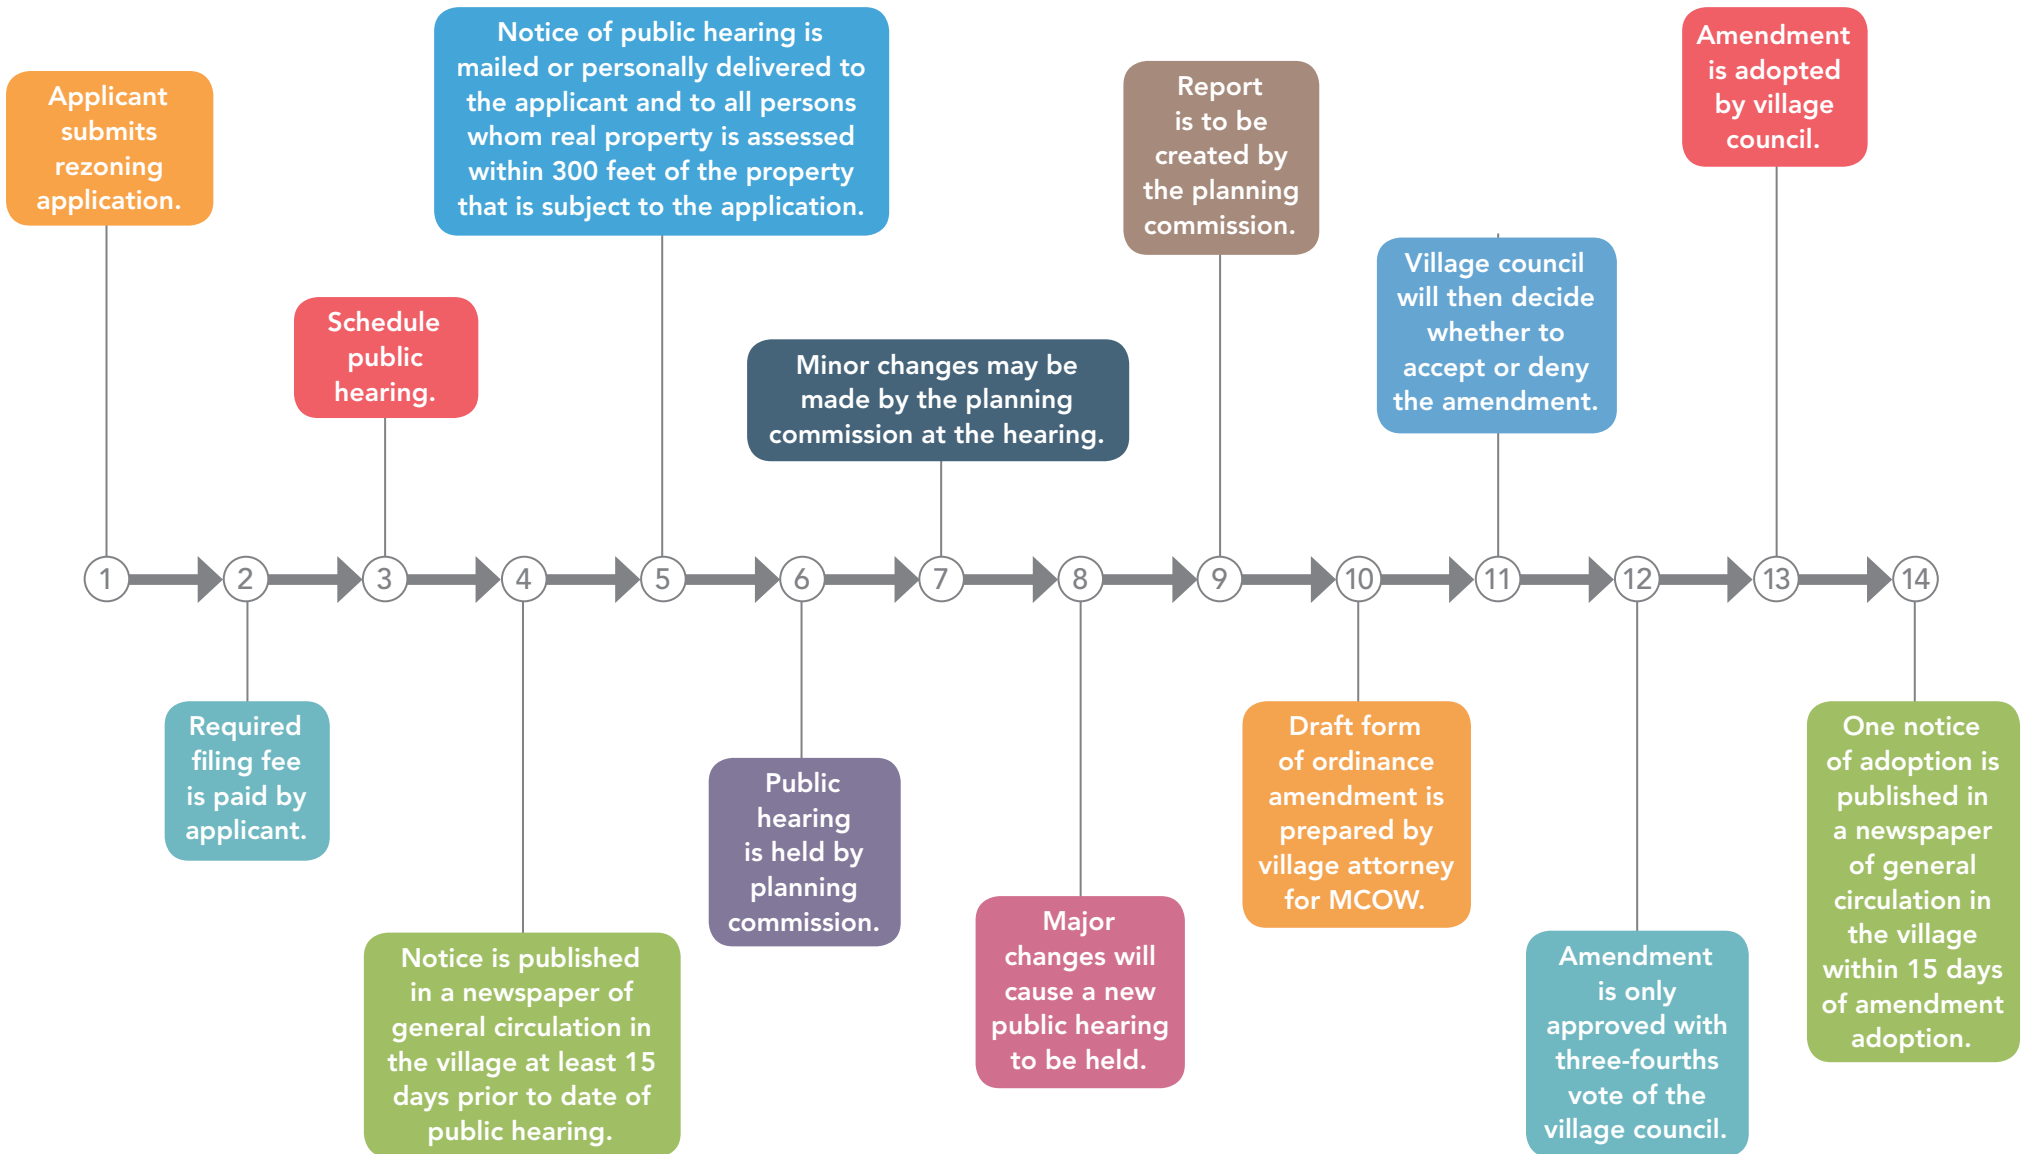 Applicant
submits
rezoning
application.
Notice of public hearing is
mailed or personally delivered to
the applicant and to all persons
whom real property is assessed
within 300 feet of the property
that is subject to the application.
Schedule
public
hearing.
Minor changes may be
made by the planning
commission at the hearing.
Report
is to be
created by
the planning
commission.
Village council
will then decide
whether to
accept or deny
the amendment.
Amendment
is adopted
by village
council.
1
2
3
4
5
6
7
8
9
10
11
12
13
14
Required
filing fee
is paid by
applicant.
Notice is published
in a newspaper of
general circulation in
the village at least 15
days prior to date of
public hearing.
Public
hearing
is held by
planning
commission.
Major
changes will
cause a new
public hearing
to be held.
Draft form
of ordinance
amendment is
prepared by
village attorney
for MCOW.
Amendment
is only
approved with
three-fourths
vote of the
village council.
One notice
of adoption is
published in
a newspaper
of general
circulation in
the village
within 15 days
of amendment
adoption.